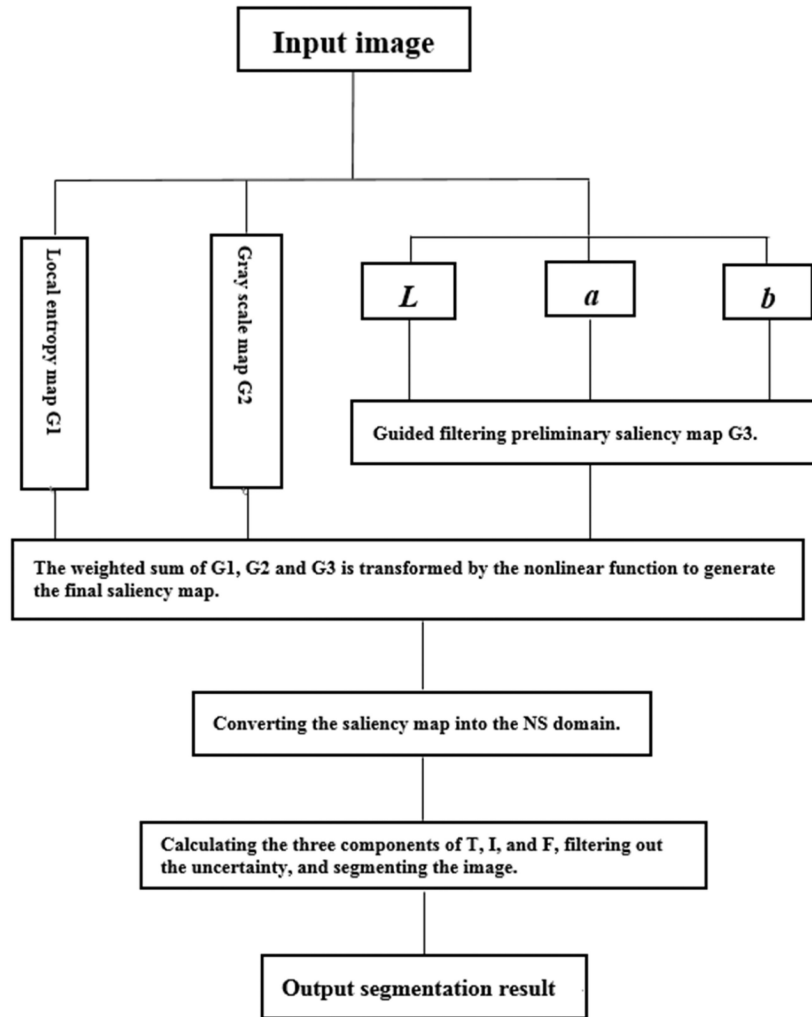 Input image
Local entropy map G1
Gray scale map G2
L
a
b
Guided filtering preliminary saliency map G3.
The weighted sum of G1, G2 and G3 is transformed by the nonlinear function to generate
the final saliency map.
Converting the saliency map into the NS domain.
Calculating the three components of T, I, and F, filtering out
the uncertainty, and segmenting the image.
Output segmentation result